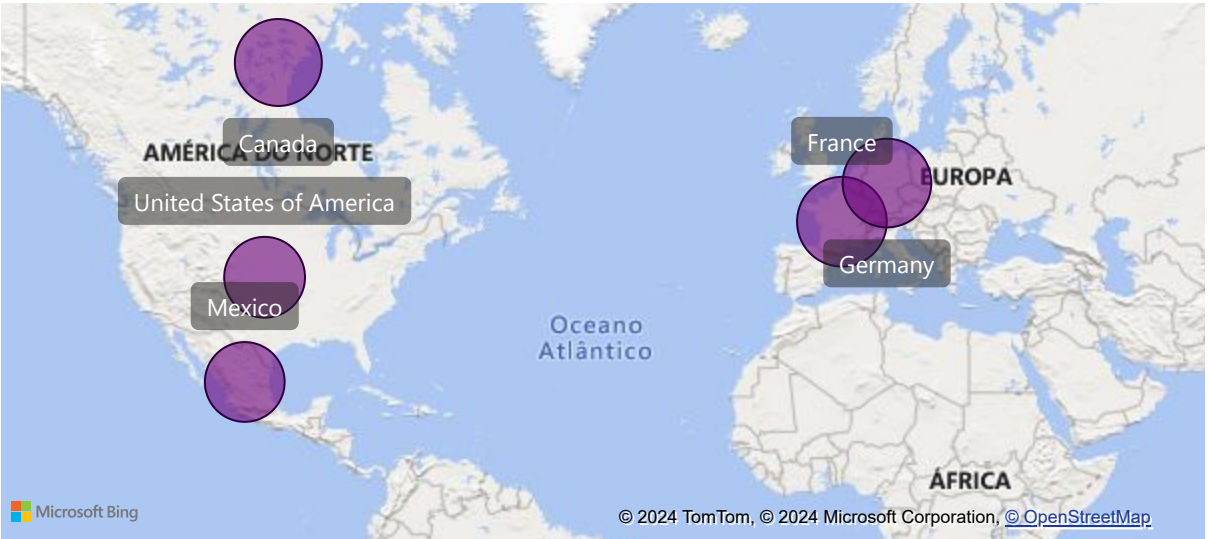 Canada
AMÉRICA DO NORTE
United States of America
Mexico
France
EUROPA
Germany
Oceano
Atlântico
ÁFRICA
Microsoft Bing
© 2024 TomTom, © 2024 Microsoft Corporation, © OpenStreetMap